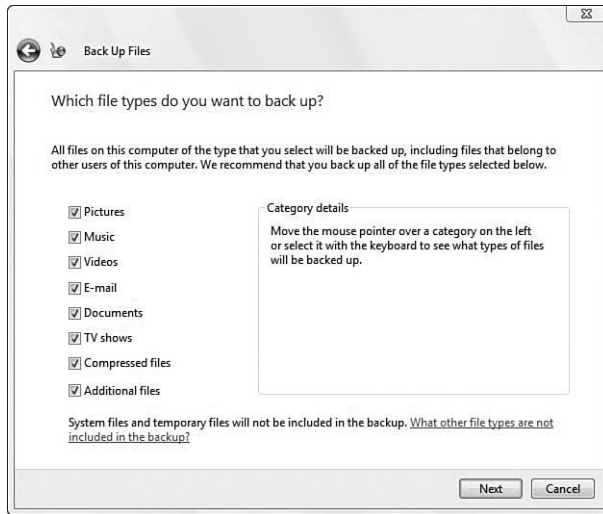 Back Up Files
Which file types do you want to back up?
All files on this computer of the type that you select will be backed up, including files that belong to
other users of this computer. We recommend that you back up all of the file types selected below.
Pictures
Music
Videos
E-mail
Documents
TV shows
Compressed files
Additional files
Category details
Move the mouse pointer over a category on the left
or select it with the keyboard to see what types of files
will be backed up.
System files and temporary files will not be included in the backup. What other file types are not
included in the backup?
Next
Cancel